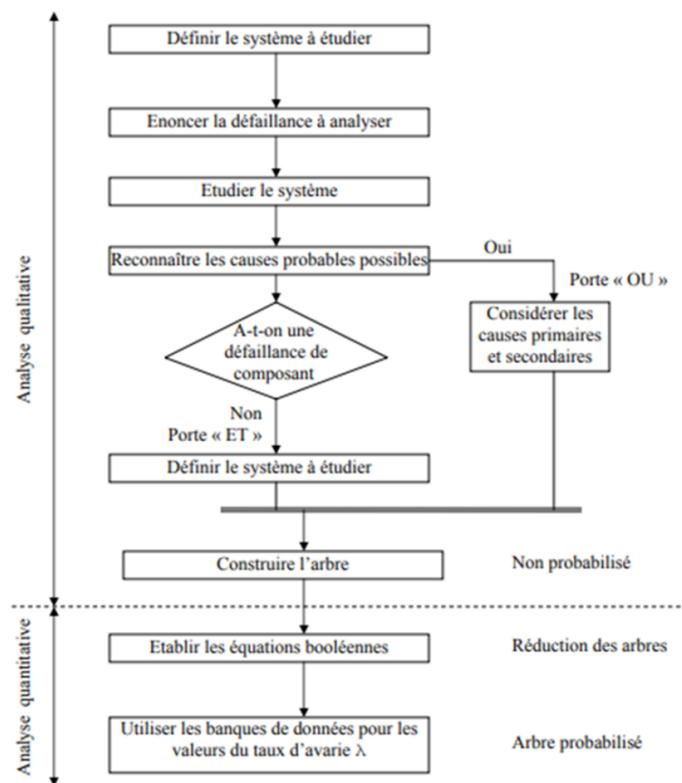 Définir le système à étudier
Enoncer la défaillance à analyser
Etudier le système
Reconnaître les causes probables possibles
Oui
Porte « OU »
Considérer les
causes primaires
et secondaires
A-t-on une
défaillance de
composant
Non
Porte « ET »
Définir le système à étudier
Construire l’arbre
Non probabilisé
Analyse qualitative
Etablir les équations booléennes
Réduction des arbres
Utiliser les banques de données pour les
valeurs du taux d’avarie λ
Arbre probabilisé
Analyse quantitative